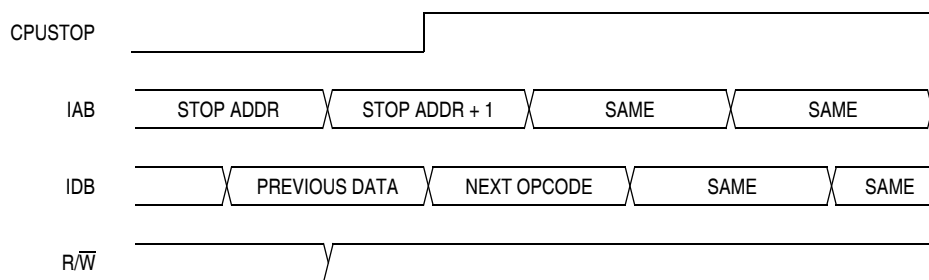 CPUSTOP
IAB STOP ADDR STOP ADDR + 1 SAME SAME
IDB PREVIOUS DATA NEXT OPCODE SAME SAME
R/W̅